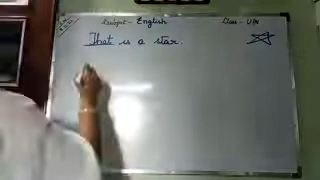 Subject- English
Class- UKG
That is a star.